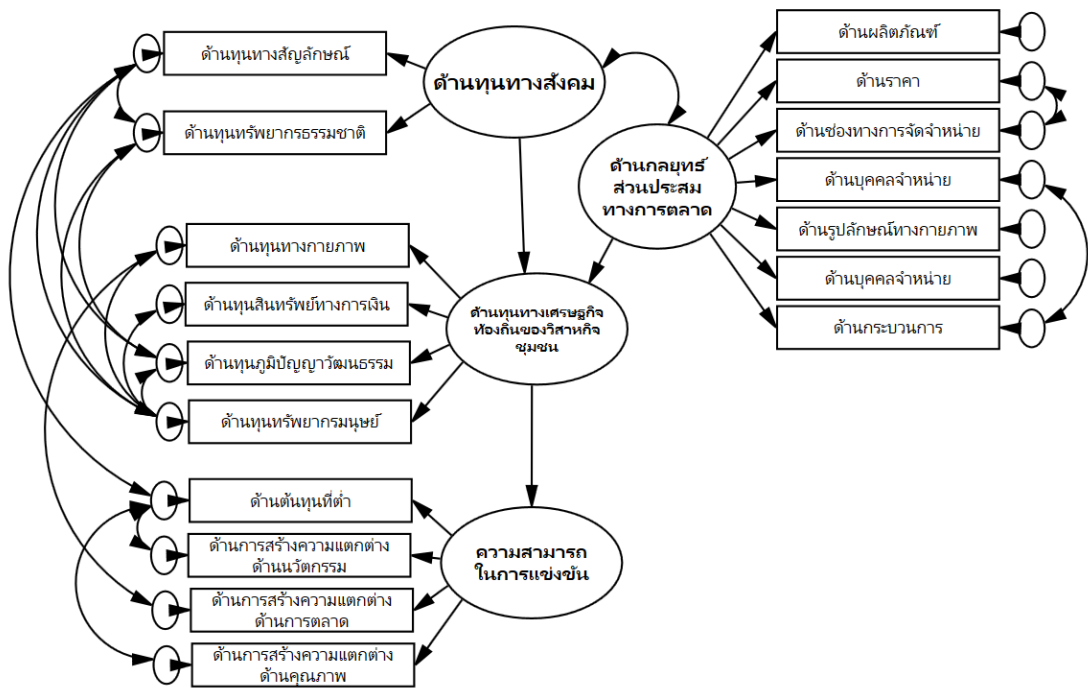 ด้านทุนทางสัญลักษณ์
ด้านทุนทรัพยากรธรรมชาติ
ด้านทุนทางสังคม
ด้านกลยุทธ์
ส่วนประสม
ทางการตลาด
ด้านผลิตภัณฑ์
ด้านราคา
ด้านช่องทางการจัดจำหน่าย
ด้านบุคคลจำหน่าย
ด้านรูปลักษณ์ทางกายภาพ
ด้านบุคคลจำหน่าย
ด้านกระบวนการ
ด้านทุนทางกายภาพ
ด้านทุนสินทรัพย์ทางการเงิน
ด้านทุนภูมิปัญญาวัฒนธรรม
ด้านทุนทรัพยากรมนุษย์
ด้านทุนทางเศรษฐกิจ
ท้องถิ่นของวิสาหกิจ
ชุมชน
ด้านต้นทุนที่ต่ำ
ด้านการสร้างความแตกต่าง
ด้านนวัตกรรม
ด้านการสร้างความแตกต่าง
ด้านการตลาด
ด้านการสร้างความแตกต่าง
ด้านคุณภาพ
ความสามารถ
ในการแข่งขัน